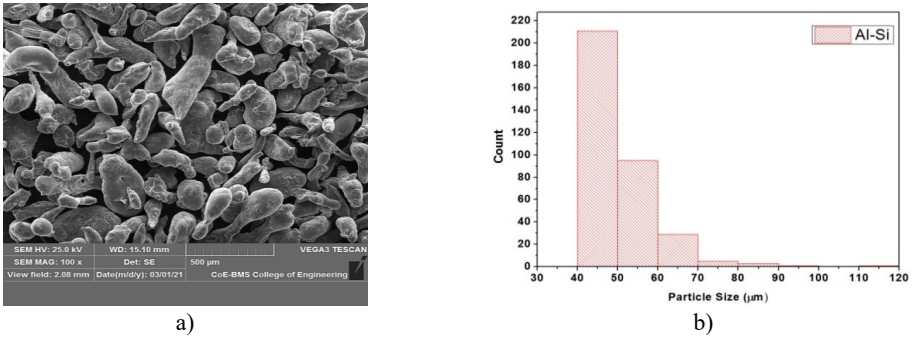 SEM HV: 25.0 kV WD: 15.10 mm VEGA3 TESCAN
SEM MAG: 100 x Det: SE 500 µm
View field: 2.08 mm Date(m/d/y): 03/01/21 CoE-BMS College of Engineering
a)
Al-Si
220
200
180
160
140
120
100
80
60
40
20
0
Count
30 40 50 60 70 80 90 100 110 120
Particle Size (µm)
b)